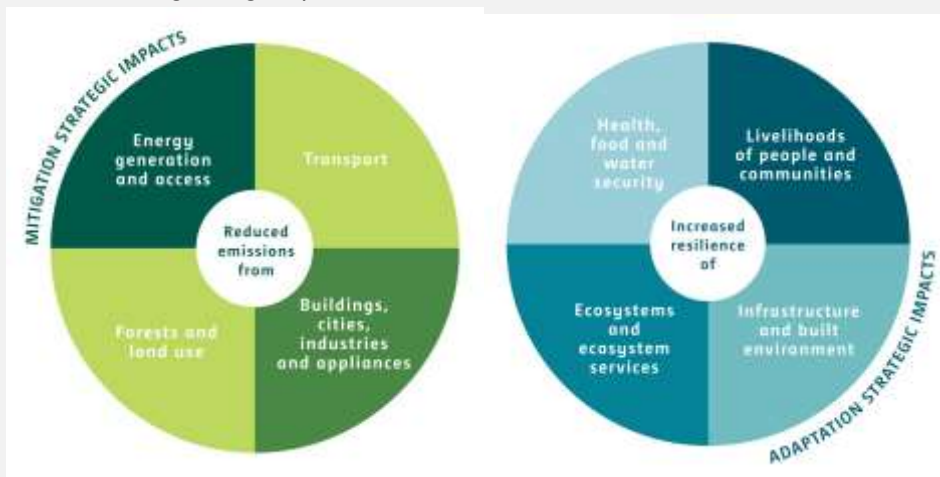 MITIGATION STRATEGIC IMPACTS
Energy
generation
and access
Transport
Reduced
emissions
from
Forests and
land use
Buildings,
cities,
industries
and appliances
Health,
food and
water
security
Livelihoods
of people and
communities
Increased
resilience
of
Ecosystems
and
ecosystem
services
Infrastructure
and built
environment
ADAPTATION STRATEGIC IMPACTS